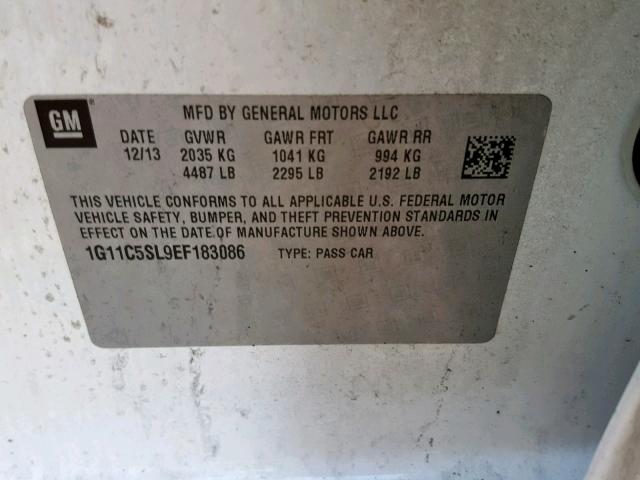 GM ® MFD BY GENERAL MOTORS LLC
DATE GVWR GAWR FRT GAWR RR
12/13 2035 KG 1041 KG 994 KG
4487 LB 2295 LB 2192 LB
THIS VEHICLE CONFORMS TO ALL APPLICABLE U.S. FEDERAL MOTOR
VEHICLE SAFETY, BUMPER, AND THEFT PREVENTION STANDARDS IN
EFFECT ON THE DATE OF MANUFACTURE SHOWN ABOVE.
1G11C5SL9EF183086 TYPE: PASS CAR